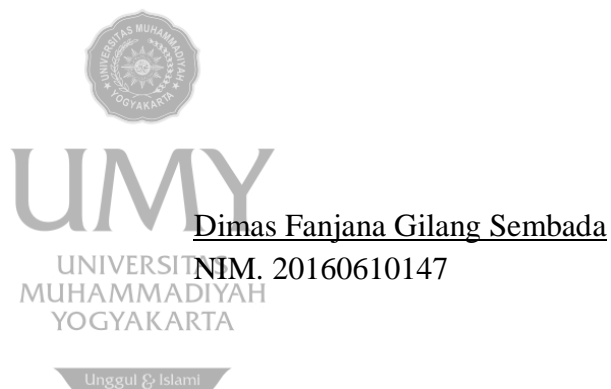 UNIVERSITAS MUHAMMADIYAH
YOGYAKARTA
UMY
Dimas Fanjana Gilang Sembada
UNIVERSITAS
NIM. 20160610147
MUHAMMADIYAH
YOGYAKARTA
Unggul & Islami